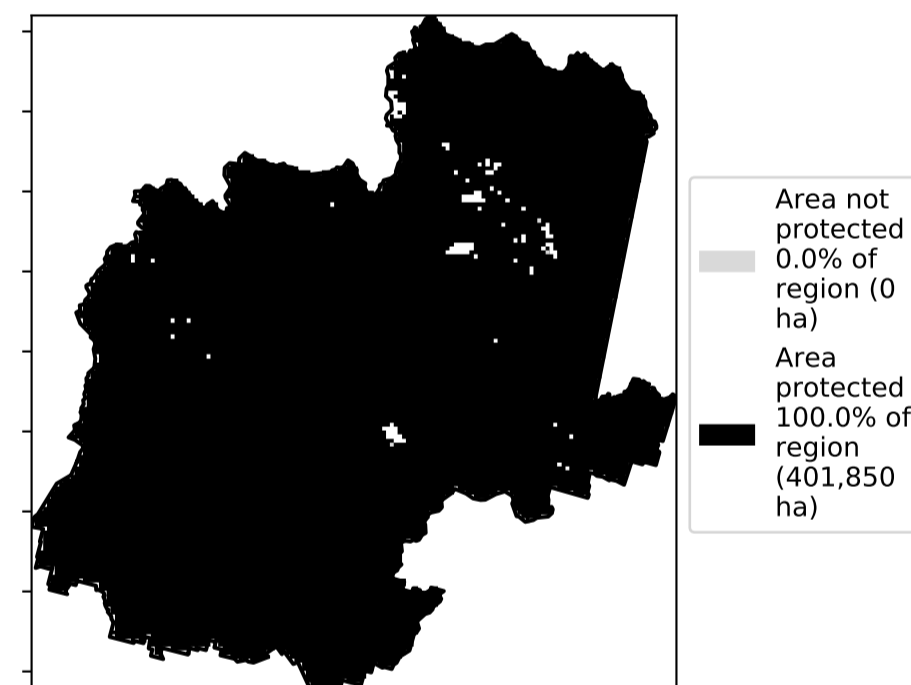 Area not
protected
0.0% of
region (0
ha)
Area
protected
100.0% of
region
(401,850
ha)